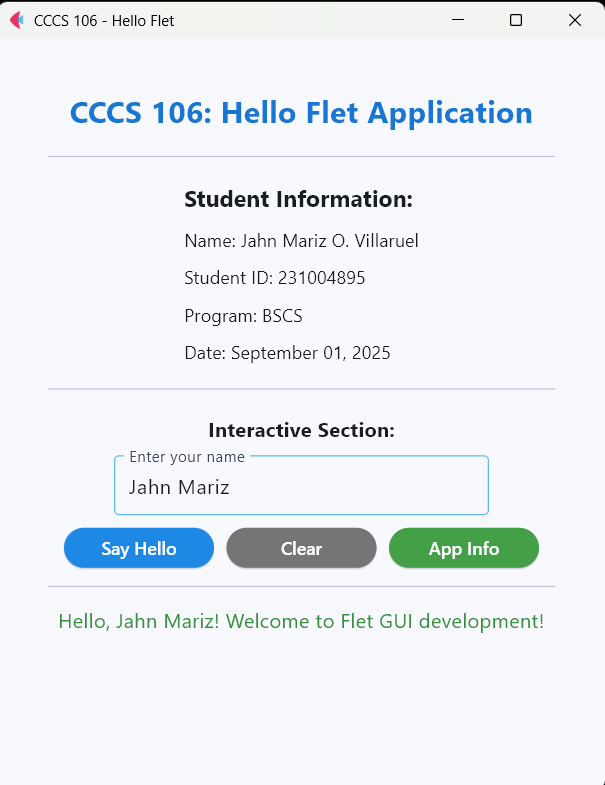 CCCS 106 - Hello Flet
CCCS 106: Hello Flet Application
Student Information:
Name: Jahn Mariz O. Villaruel
Student ID: 231004895
Program: BSCS
Date: September 01, 2025
Interactive Section:
Enter your name
Jahn Mariz
Say Hello Clear App Info
Hello, Jahn Mariz! Welcome to Flet GUI development!